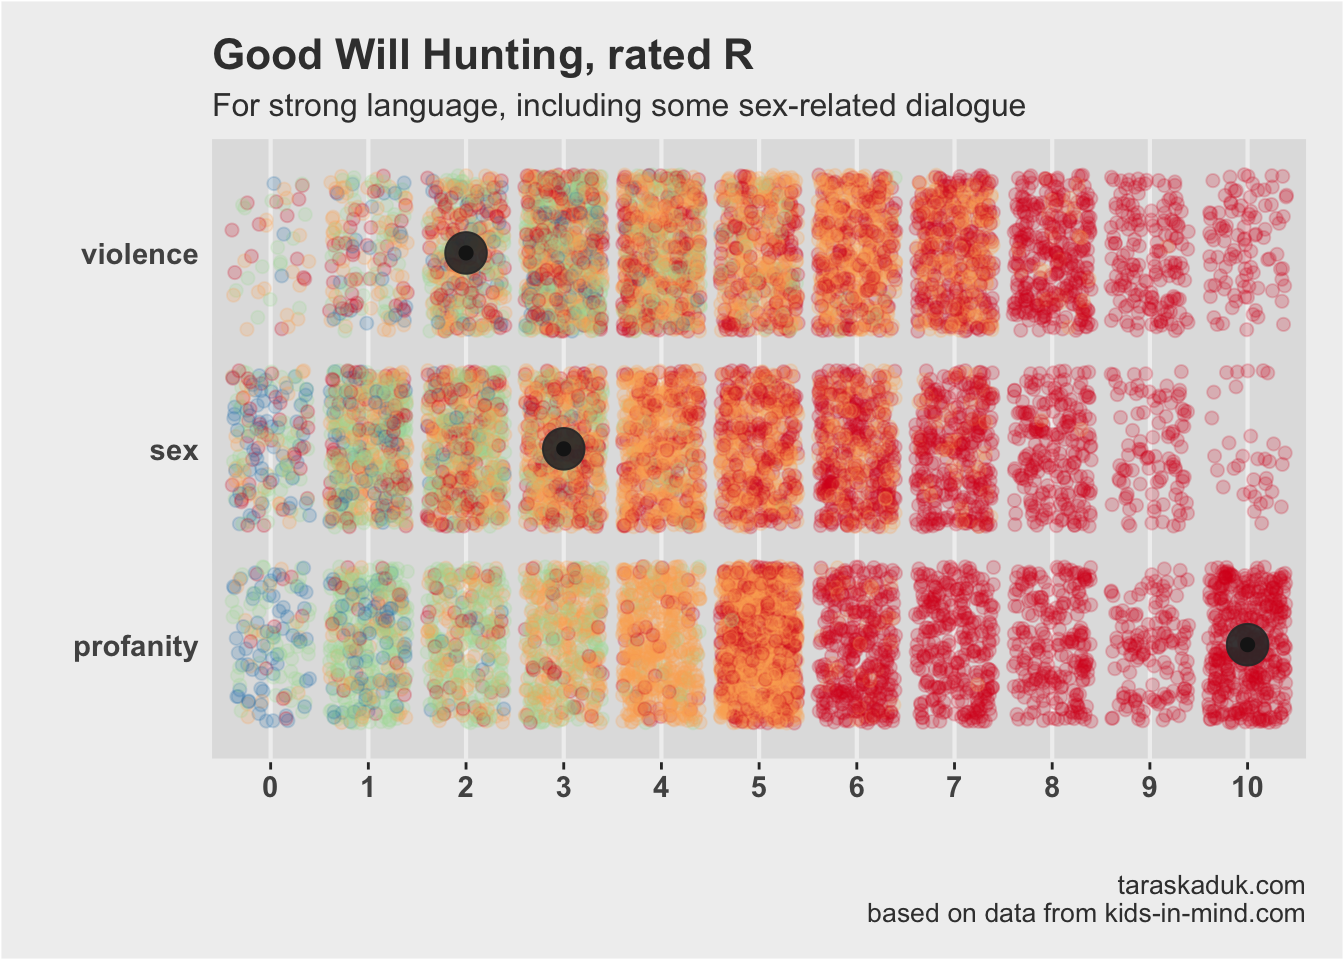 Good Will Hunting, rated R
For strong language, including some sex-related dialogue
violence
sex
profanity
0 1 2 3 4 5 6 7 8 9 10
taraskaduk.com
based on data from kids-in-mind.com